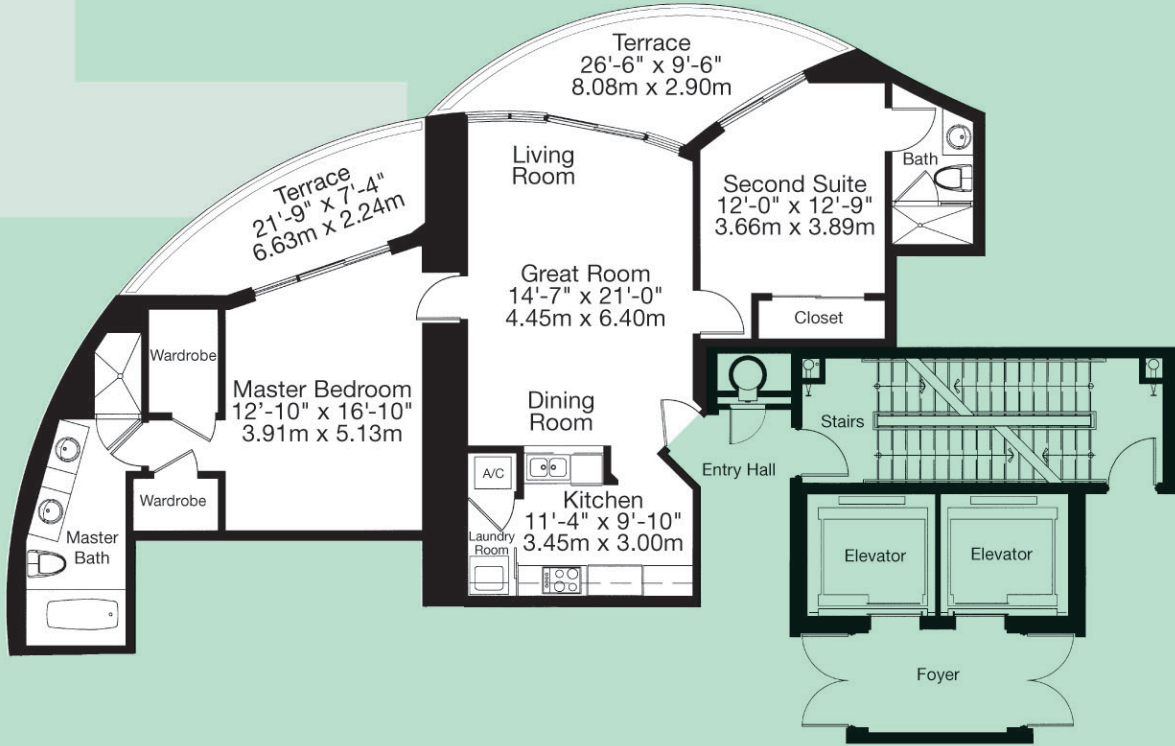 Terrace
26'-6" x 9'-6"
8.08m x 2.90m
Terrace
21'-9" x 7'-4"
6.63m x 2.24m
Living
Room
Bath
Second Suite
12'-0" x 12'-9"
3.66m x 3.89m
Great Room
14'-7" x 21'-0"
4.45m x 6.40m
Closet
Wardrobe
Master Bedroom
12'-10" x 16'-10"
3.91m x 5.13m
Dining
Room
Stairs
Entry Hall
A/C
Wardrobe
Kitchen
11'-4" x 9'-10"
3.45m x 3.00m
Laundry
Room
Master
Bath
Elevator
Elevator
Foyer